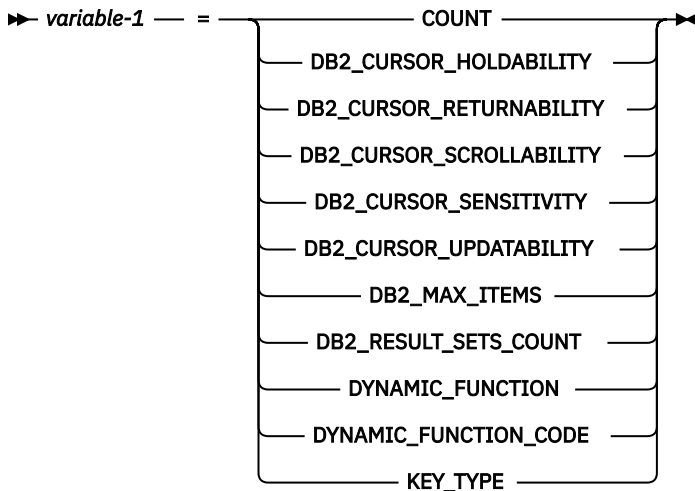 variable-1 = COUNT
DB2_CURSOR_HOLDABILITY
DB2_CURSOR_RETURNABILITY
DB2_CURSOR_SCROLLABILITY
DB2_CURSOR_SENSITIVITY
DB2_CURSOR_UPDATABILITY
DB2_MAX_ITEMS
DB2_RESULT_SETS_COUNT
DYNAMIC_FUNCTION
DYNAMIC_FUNCTION_CODE
KEY_TYPE